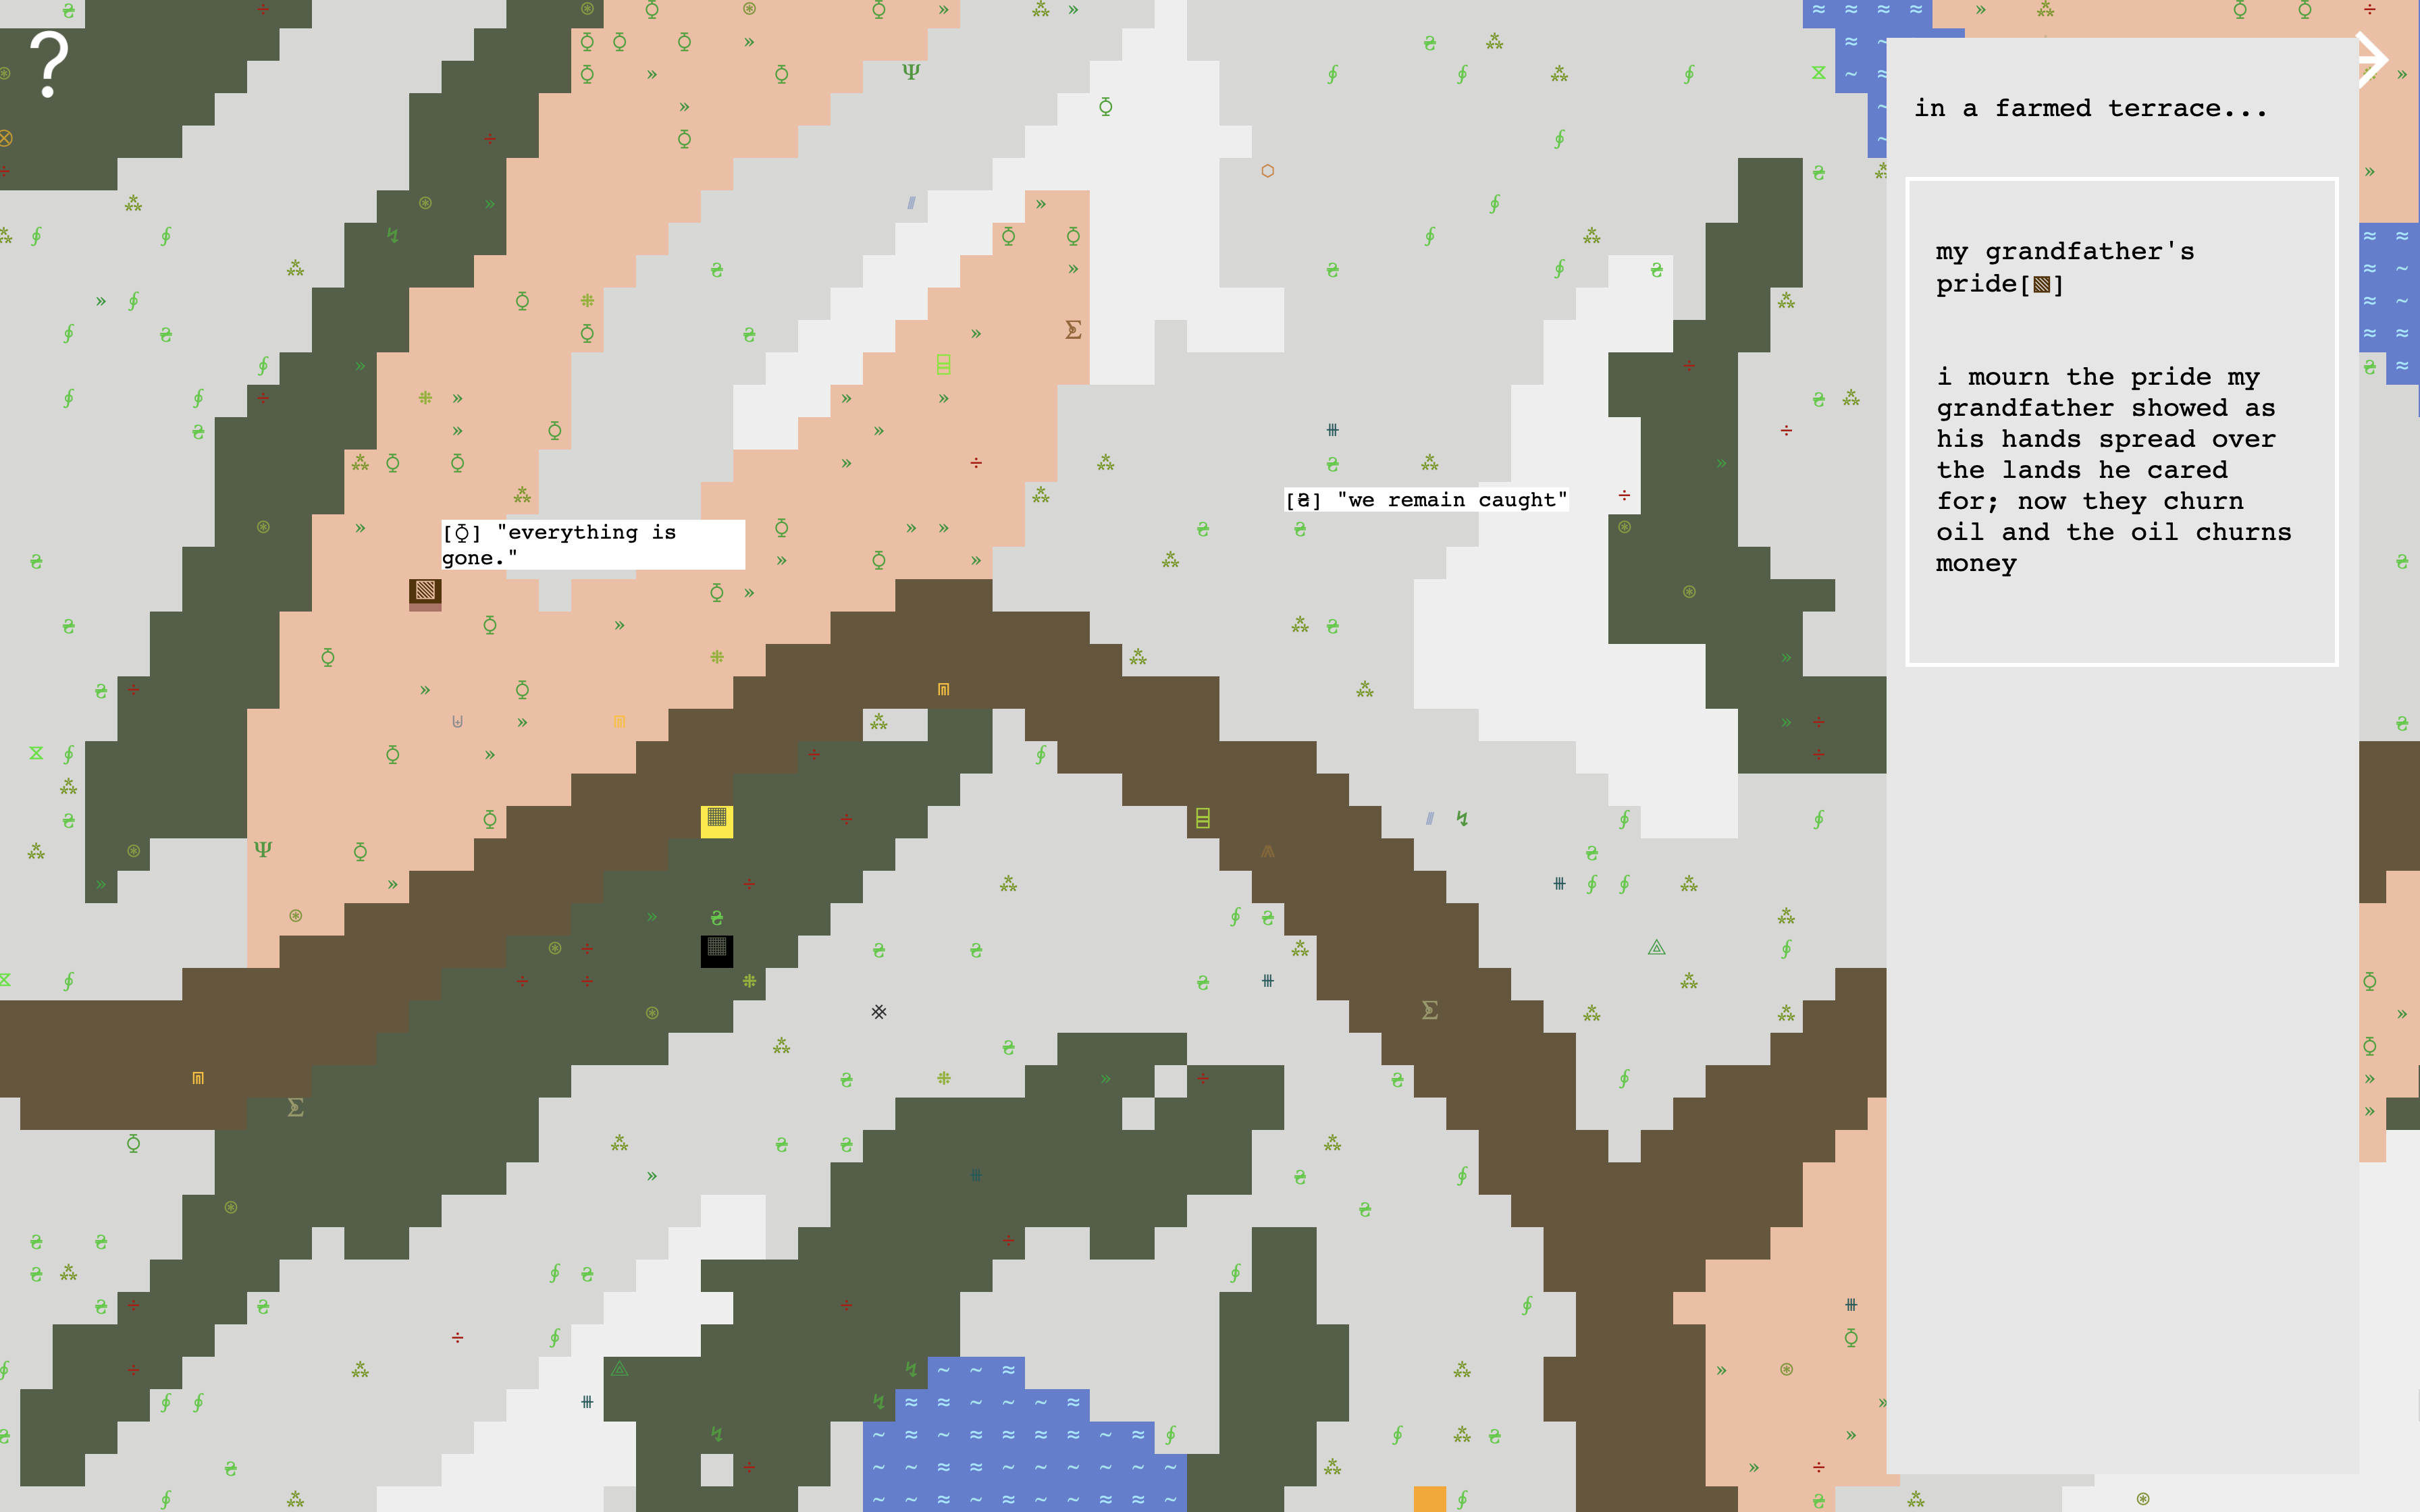 ?
in a farmed terrace...
my grandfather's
pride[▧]
i mourn the pride my
grandfather showed as
his hands spread over
the lands he cared
for; now they churn
oil and the oil churns
money
[₴] "we remain caught"
[⧲] "everything is
gone."